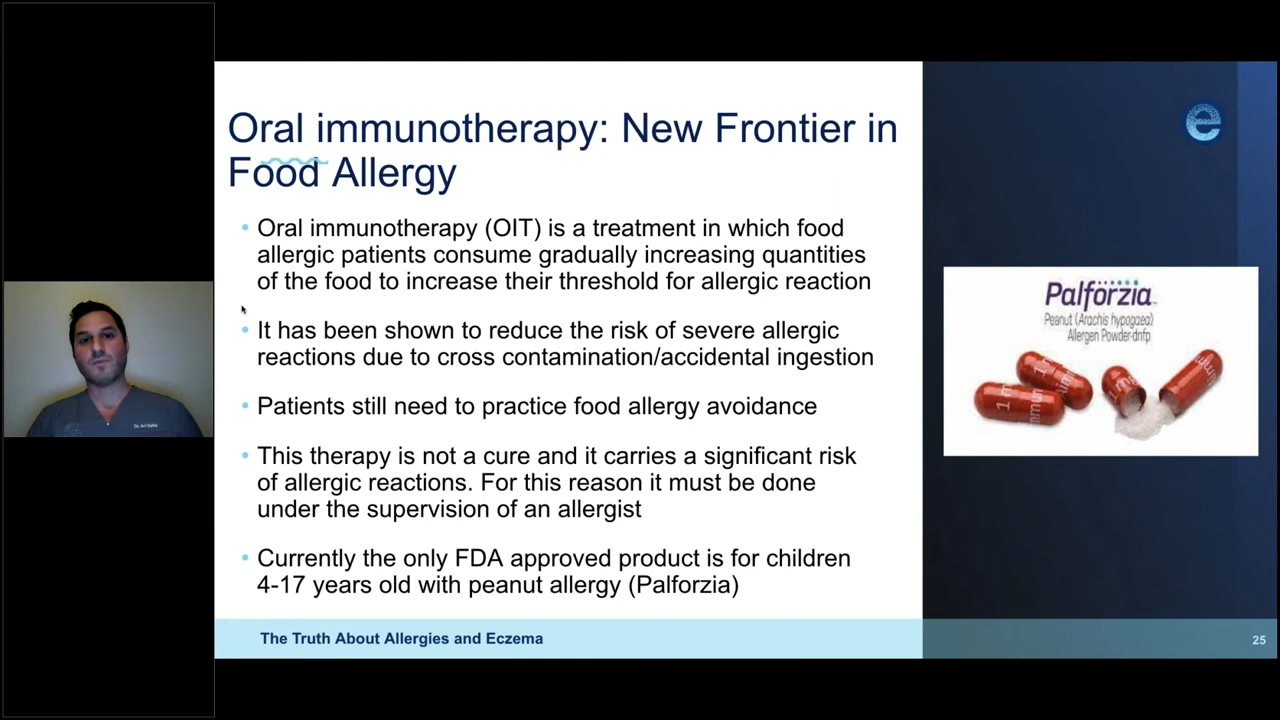 Oral immunotherapy: New Frontier in
Food Allergy
• Oral immunotherapy (OIT) is a treatment in which food
allergic patients consume gradually increasing quantities
of the food to increase their threshold for allergic reaction
• It has been shown to reduce the risk of severe allergic
reactions due to cross contamination/accidental ingestion
• Patients still need to practice food allergy avoidance
• This therapy is not a cure and it carries a significant risk
of allergic reactions. For this reason it must be done
under the supervision of an allergist
• Currently the only FDA approved product is for children
4-17 years old with peanut allergy (Palforzia)
The Truth About Allergies and Eczema
25
e
Palforzia
Peanut (Arachis hypogaea)
Allergen Powder-dnfp